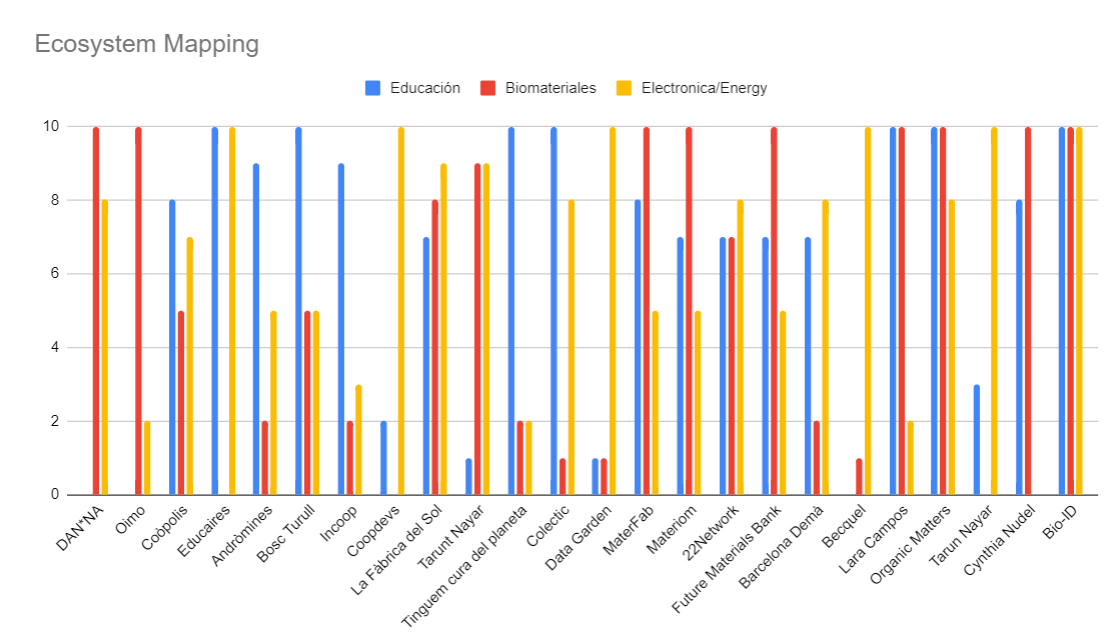 Ecosystem Mapping
Educación Biomateriales Electronica/Energy
10
8
6
4
2
0
DAN*NA
Oimo
Coòpolis
Educaires
Andròmines
Bosc Turull
Incoop
Coopdevs
La Fàbrica del Sol
Tarunt Nayar
Tinguem cura del planeta
Colectic
Data Garden
MaterFab
Materiom
22Network
Future Materials Bank
Barcelona Demà
Becquel
Lara Campos
Organic Matters
Tarun Nayar
Cynthia Nudel
Bio-ID